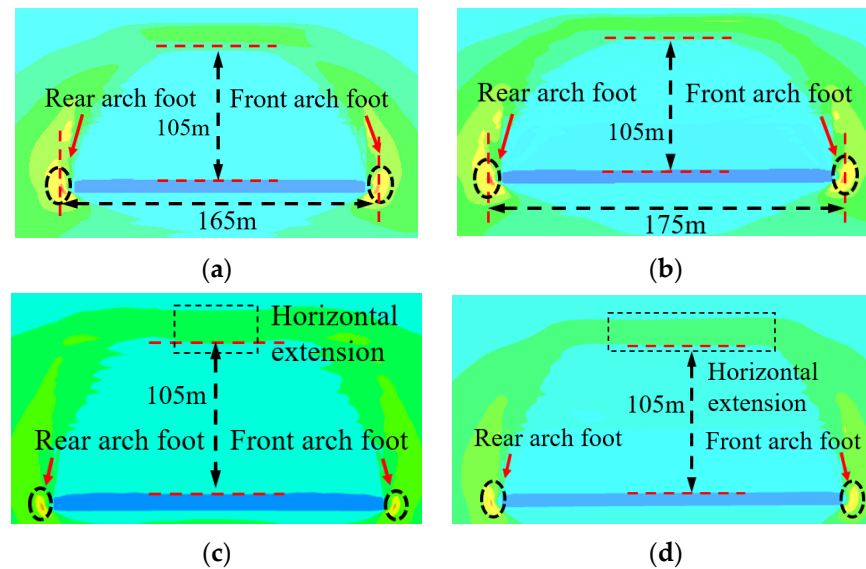 Rear arch foot
Front arch foot
105m
165m
(a)
Rear arch foot
Front arch foot
105m
175m
(b)
Horizontal
extension
105m
Rear arch foot
Front arch foot
(c)
Horizontal
extension
105m
Rear arch foot
Front arch foot
(d)